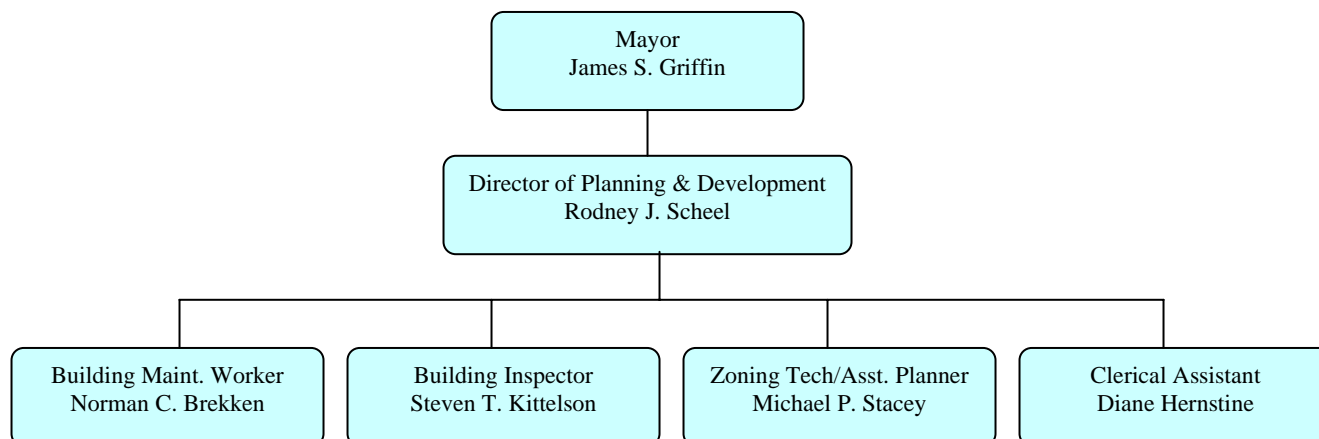 Mayor
James S. Griffin
Director of Planning & Development
Rodney J. Scheel
Building Maint. Worker
Norman C. Brekken
Building Inspector
Steven T. Kittelson
Zoning Tech/Asst. Planner
Michael P. Stacey
Clerical Assistant
Diane Hernstine